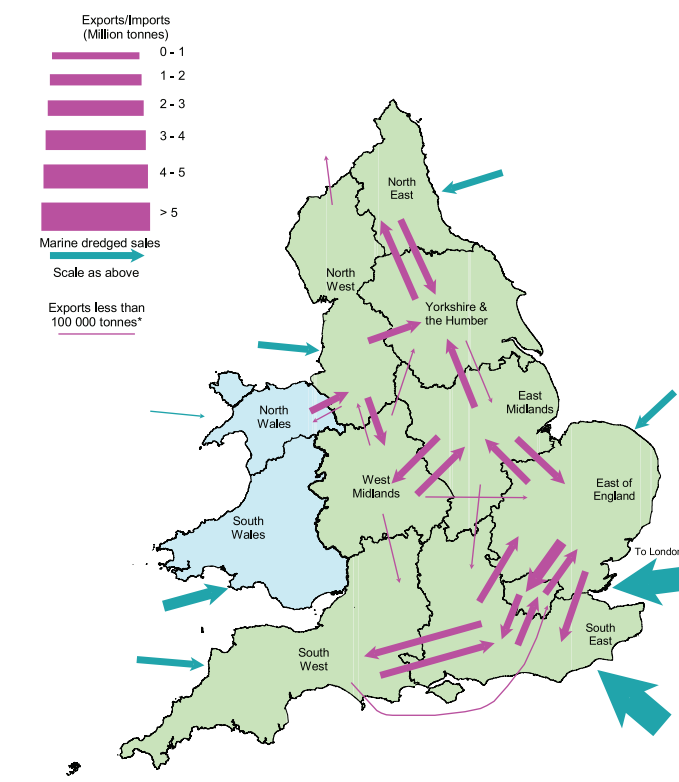 Exports/Imports
(Million tonnes)
0 - 1
1 - 2
2 - 3
3 - 4
4 - 5
> 5
Marine dredged sales
Scale as above
Exports less than
100 000 tonnes*
North
East
North
West
Yorkshire &
the Humber
East
Midlands
North
Wales
West
Midlands
East of
England
South
Wales
To London
South
East
South
West